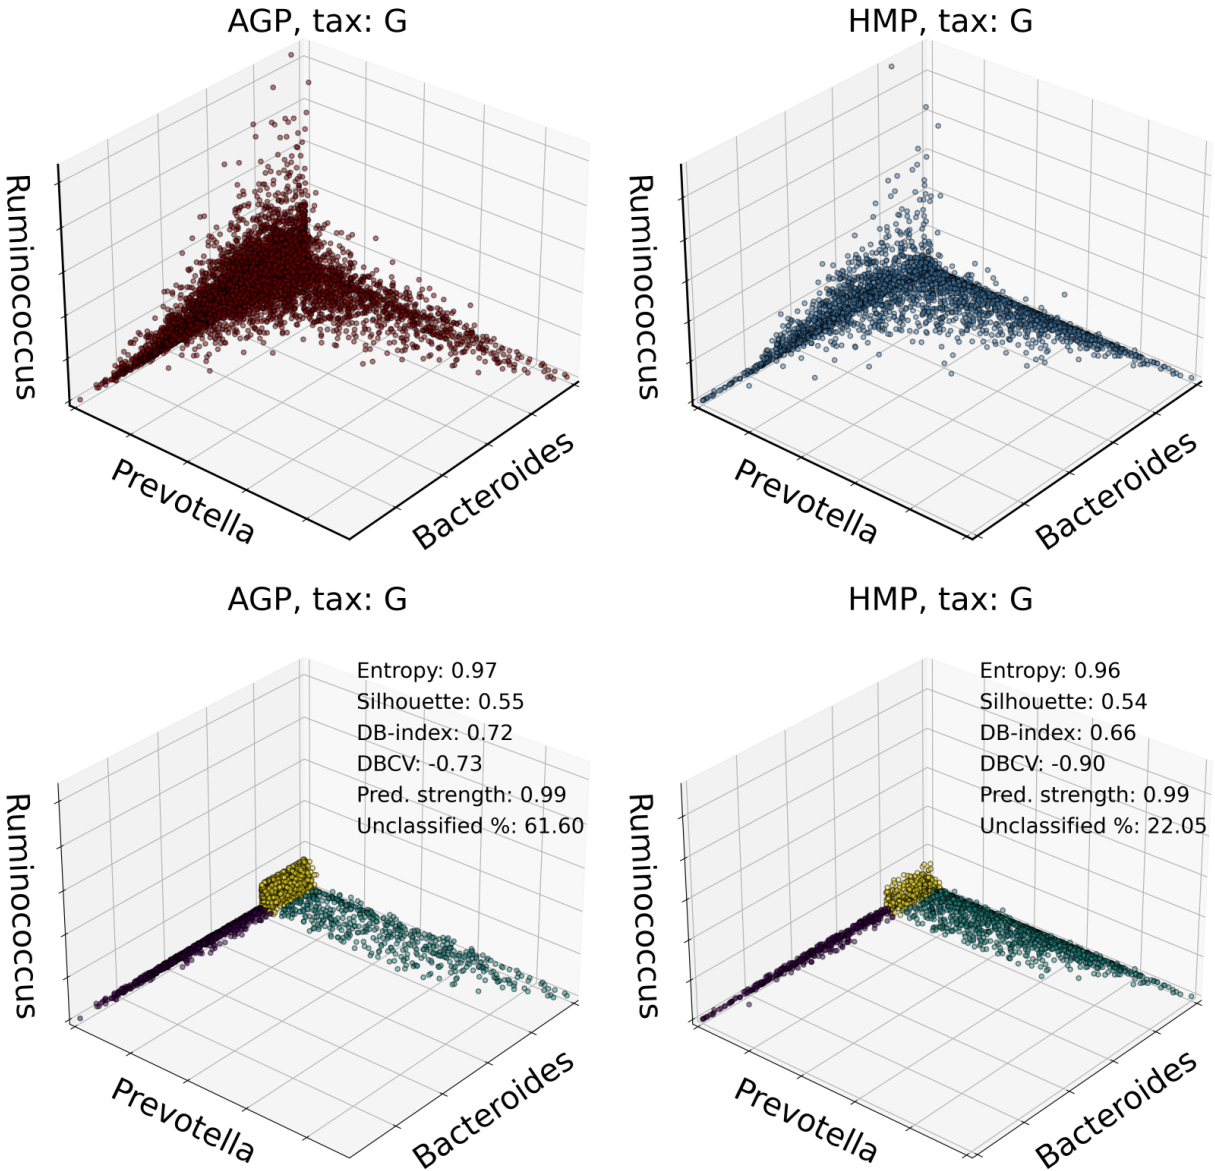 AGP, tax: G
HMP, tax: G
Ruminococcus
Prevotella
Bacteroides
Ruminococcus
Prevotella
Bacteroides
AGP, tax: G
HMP, tax: G
Entropy: 0.97
Silhouette: 0.55
DB-index: 0.72
DBCV: -0.73
Pred. strength: 0.99
Unclassified %: 61.60
Ruminococcus
Prevotella
Bacteroides
Entropy: 0.96
Silhouette: 0.54
DB-index: 0.66
DBCV: -0.90
Pred. strength: 0.99
Unclassified %: 22.05
Ruminococcus
Prevotella
Bacteroides